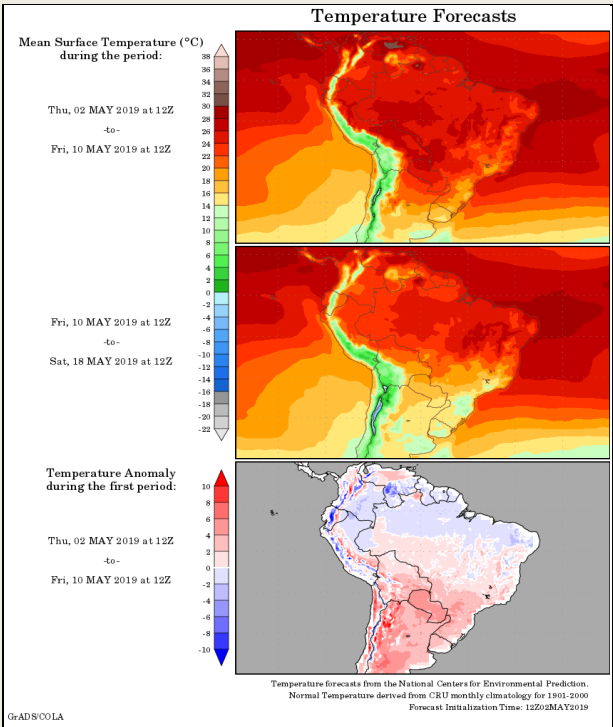 Temperature Forecasts
Mean Surface Temperature (°C)
during the period:
38
36
34
32
30
28
26
24
22
20
18
16
14
12
10
8
6
4
2
0
-2
-4
-6
-8
-10
-12
-14
-16
-18
-20
-22
Thu, 02 MAY 2019 at 12Z
-to-
Fri, 10 MAY 2019 at 12Z
Fri, 10 MAY 2019 at 12Z
-to-
Sat, 18 MAY 2019 at 12Z
Temperature Anomaly
during the first period:
10
8
6
4
2
0
-2
-4
-6
-8
-10
Thu, 02 MAY 2019 at 12Z
-to-
Fri, 10 MAY 2019 at 12Z
Temperature forecasts from the National Centers for Environmental Prediction.
Normal Temperature derived from CRU monthly climatology for 1901-2000
Forecast Initialization Time: 12Z02MAY2019
GrADS/COLA